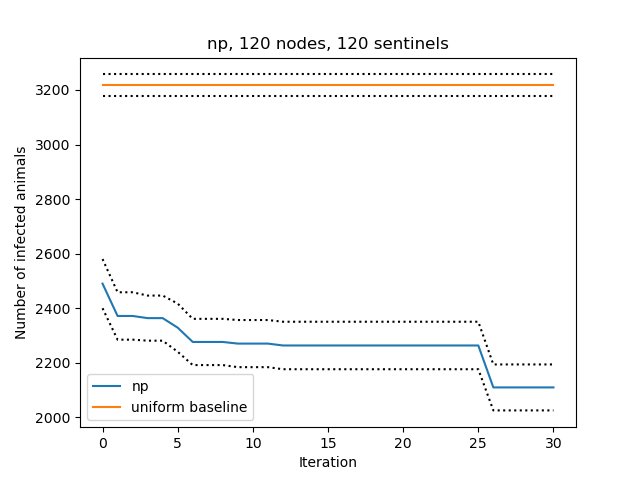 np, 120 nodes, 120 sentinels
Number of infected animals
3200
3000
2800
2600
2400
2200
2000
np
uniform baseline
0 5 10 15 20 25 30
Iteration